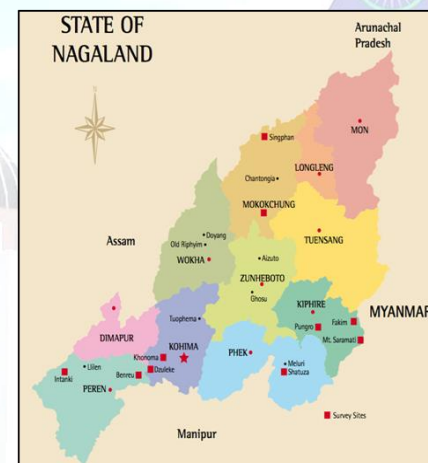 STATE OF
NAGALAND
Arunachal
Pradesh
MON
Singphan
LONGLENG
Chantongia
MOKOKCHUNG
Assam
Doyang
Old Riphyim
WOKHA
TUENSANG
Aizuto
ZUNHEBOTO
Ghosu
KIPHIRE
MYANMAR
Tuophema
Fakim
Pungro
Mt. Saramati
DIMAPUR
KOHIMA
Khonoma
PHEK
Llilen
Dzuleke
Meluri
Intanki
Benreu
Shatuza
PEREN
Survey Sites
Manipur